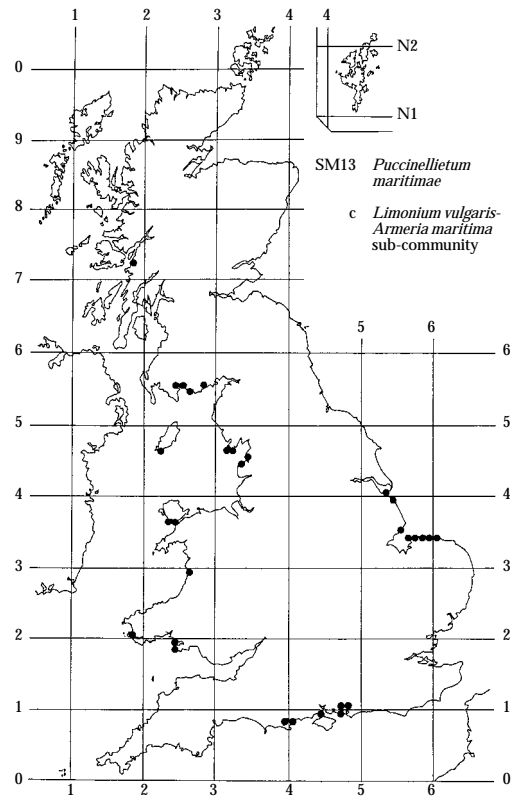 1 2 3 4 4
N2
0
N1
9
SM13 Puccinellietum
maritimae
8
c Limonium vulgaris-
Armeria maritima
sub-community
7
5 6
6 6
5 5
4 4
3 3
2 2
1 1
0 0
1 2 3 4 5 6